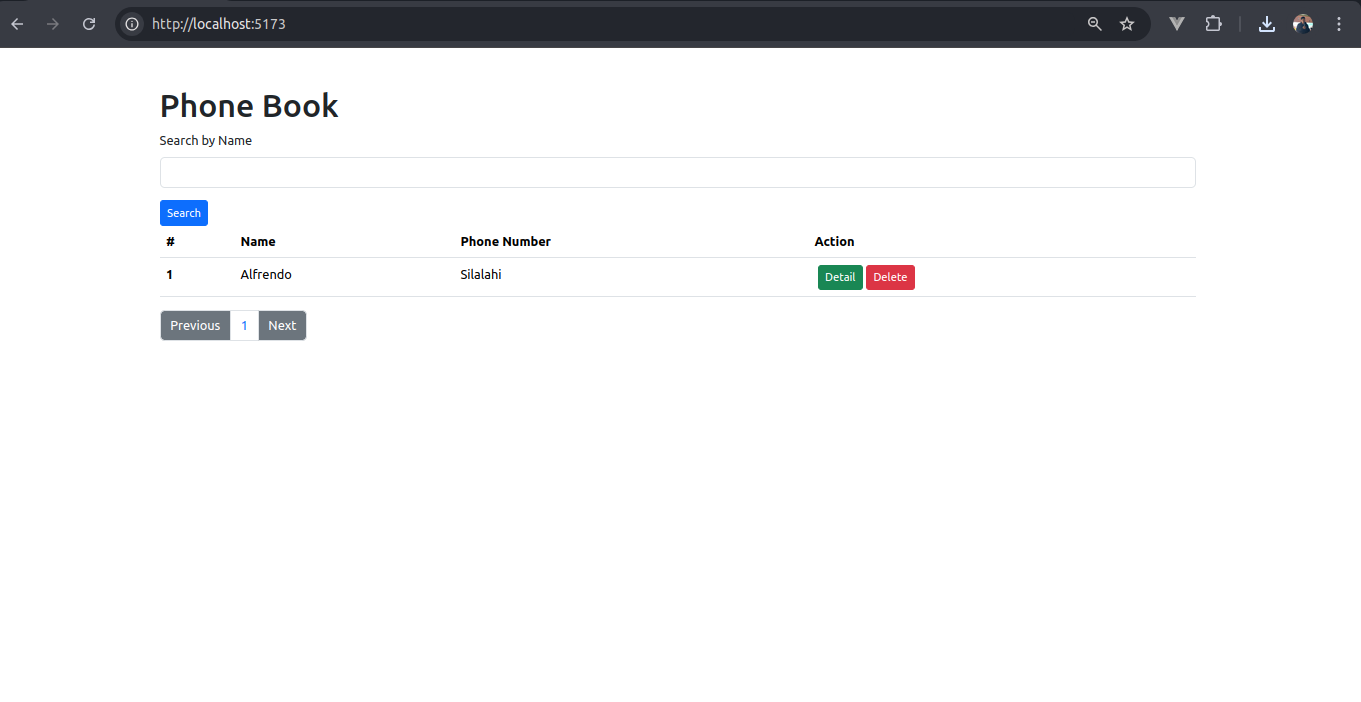 http://localhost:5173
Phone Book
Search by Name
Search
# Name Phone Number Action
1 Alfrendo Silalahi Detail Delete
Previous 1 Next